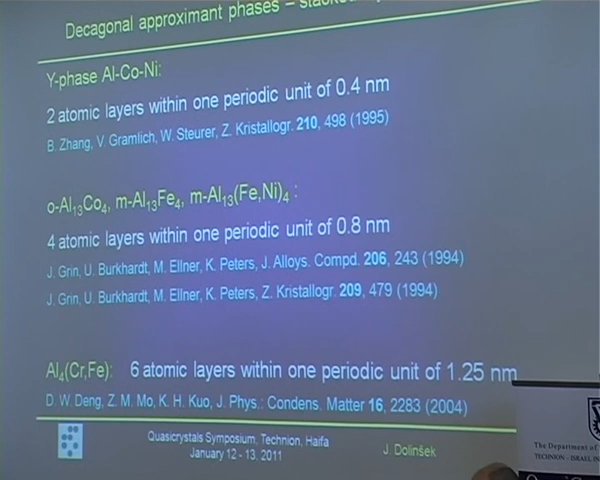 Decagonal approximant phases –
Y-phase Al-Co-Ni:
2 atomic layers within one periodic unit of 0.4 nm
B. Zhang, V. Gramlich, W. Steurer, Z. Kristallogr. 210, 498 (1995)
o-Al13Co4, m-Al13Fe4, m-Al13(Fe,Ni)4 :
4 atomic layers within one periodic unit of 0.8 nm
J. Grin, U. Burkhardt, M. Ellner, K. Peters, J. Alloys. Compd. 206, 243 (1994)
J. Grin, U. Burkhardt, M. Ellner, K. Peters, Z. Kristallogr. 209, 479 (1994)
Al4(Cr,Fe): 6 atomic layers within one periodic unit of 1.25 nm
D. W. Deng, Z. M. Mo, K. H. Kuo, J. Phys.: Condens. Matter 16, 2283 (2004)
Quasicrystals Symposium, Technion, Haifa
January 12 - 13, 2011
J. Dolinšek
The Department of
TECHNION - ISRAEL